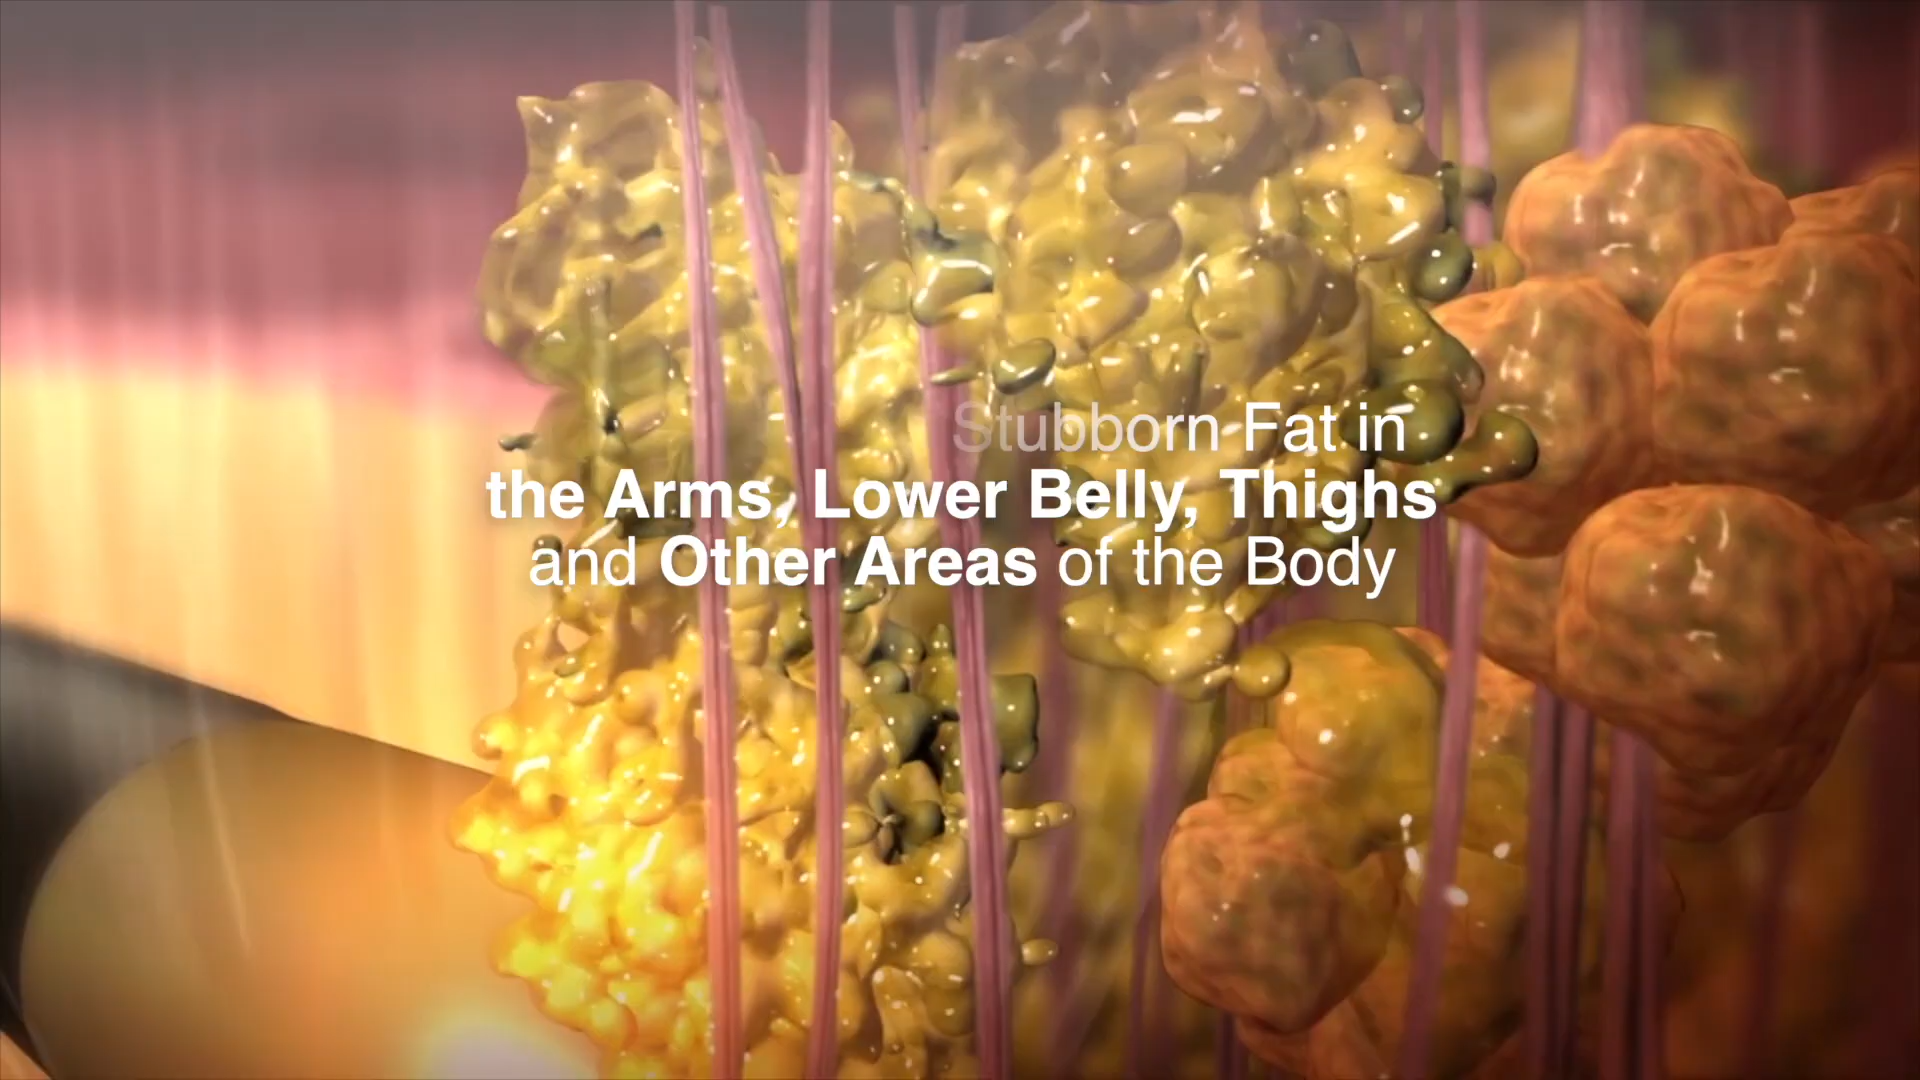 Stubborn Fat in
the Arms, Lower Belly, Thighs
and Other Areas of the Body